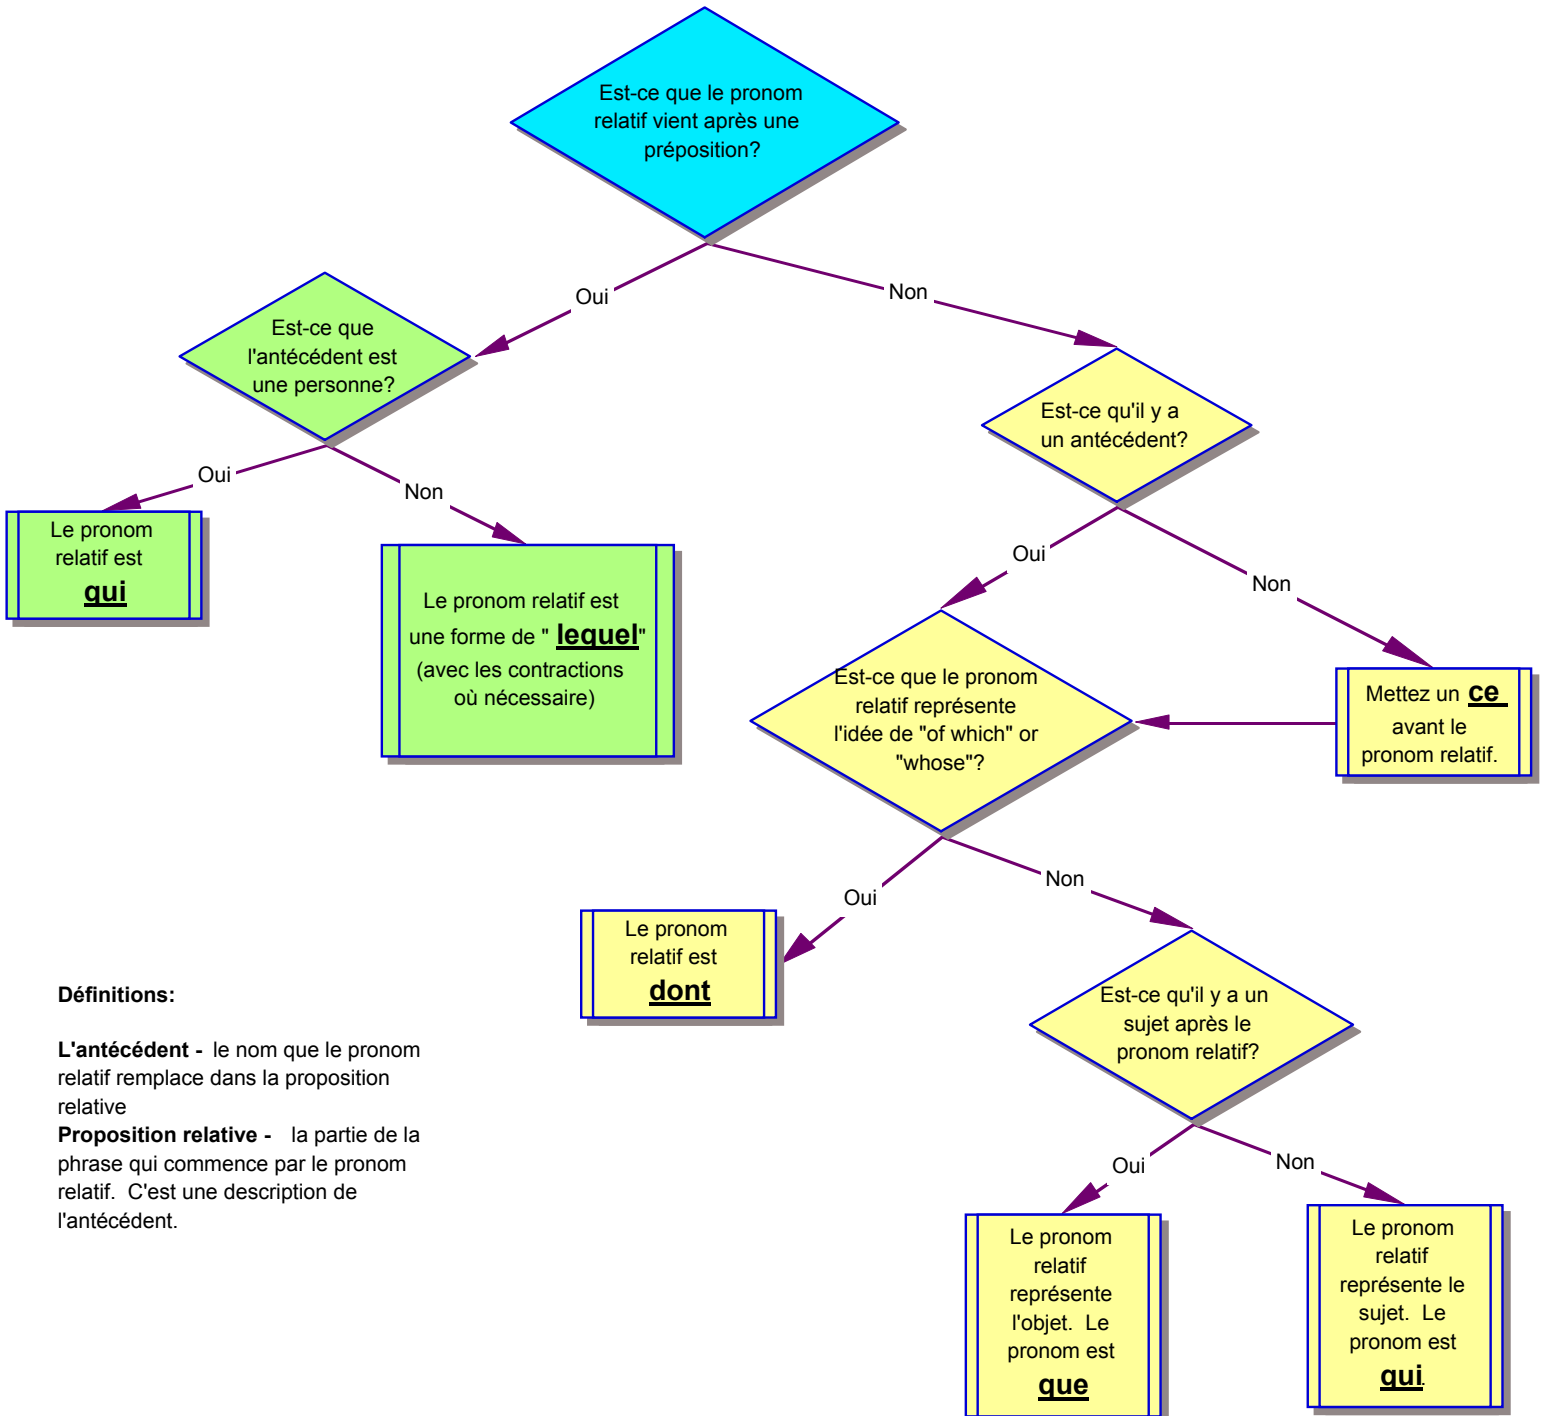 Est-ce que le pronom
relatif vient après une
préposition?
Oui
Non
Est-ce que
l'antécédent est
une personne?
Est-ce qu'il y a
un antécédent?
Oui
Non
Le pronom
relatif est
qui
Le pronom relatif est
une forme de " lequel"
(avec les contractions
où nécessaire)
Oui
Non
Est-ce que le pronom
relatif représente
l'idée de "of which" or
"whose"?
Mettez un ce
avant le
pronom relatif.
Oui
Non
Le pronom
relatif est
dont
Est-ce qu'il y a un
sujet après le
pronom relatif?
Définitions:
L'antécédent - le nom que le pronom
relatif remplace dans la proposition
relative
Proposition relative - la partie de la
phrase qui commence par le pronom
relatif. C'est une description de
l'antécédent.
Oui
Non
Le pronom
relatif
représente
l'objet. Le
pronom est
que
Le pronom
relatif
représente le
sujet. Le
pronom est
qui.